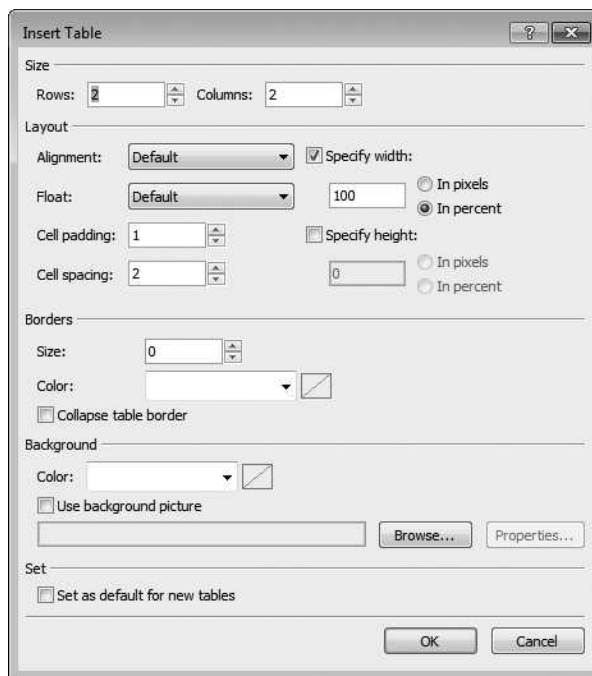 Insert Table
Size
Rows: 2 Columns: 2
Layout
Alignment: Default Specify width:
Float: Default 100 In pixels
In percent
Cell padding: 1 Specify height:
Cell spacing: 2 0 In pixels
In percent
Borders
Size: 0
Color:
Collapse table border
Background
Color:
Use background picture
Browse... Properties...
Set
Set as default for new tables
OK Cancel